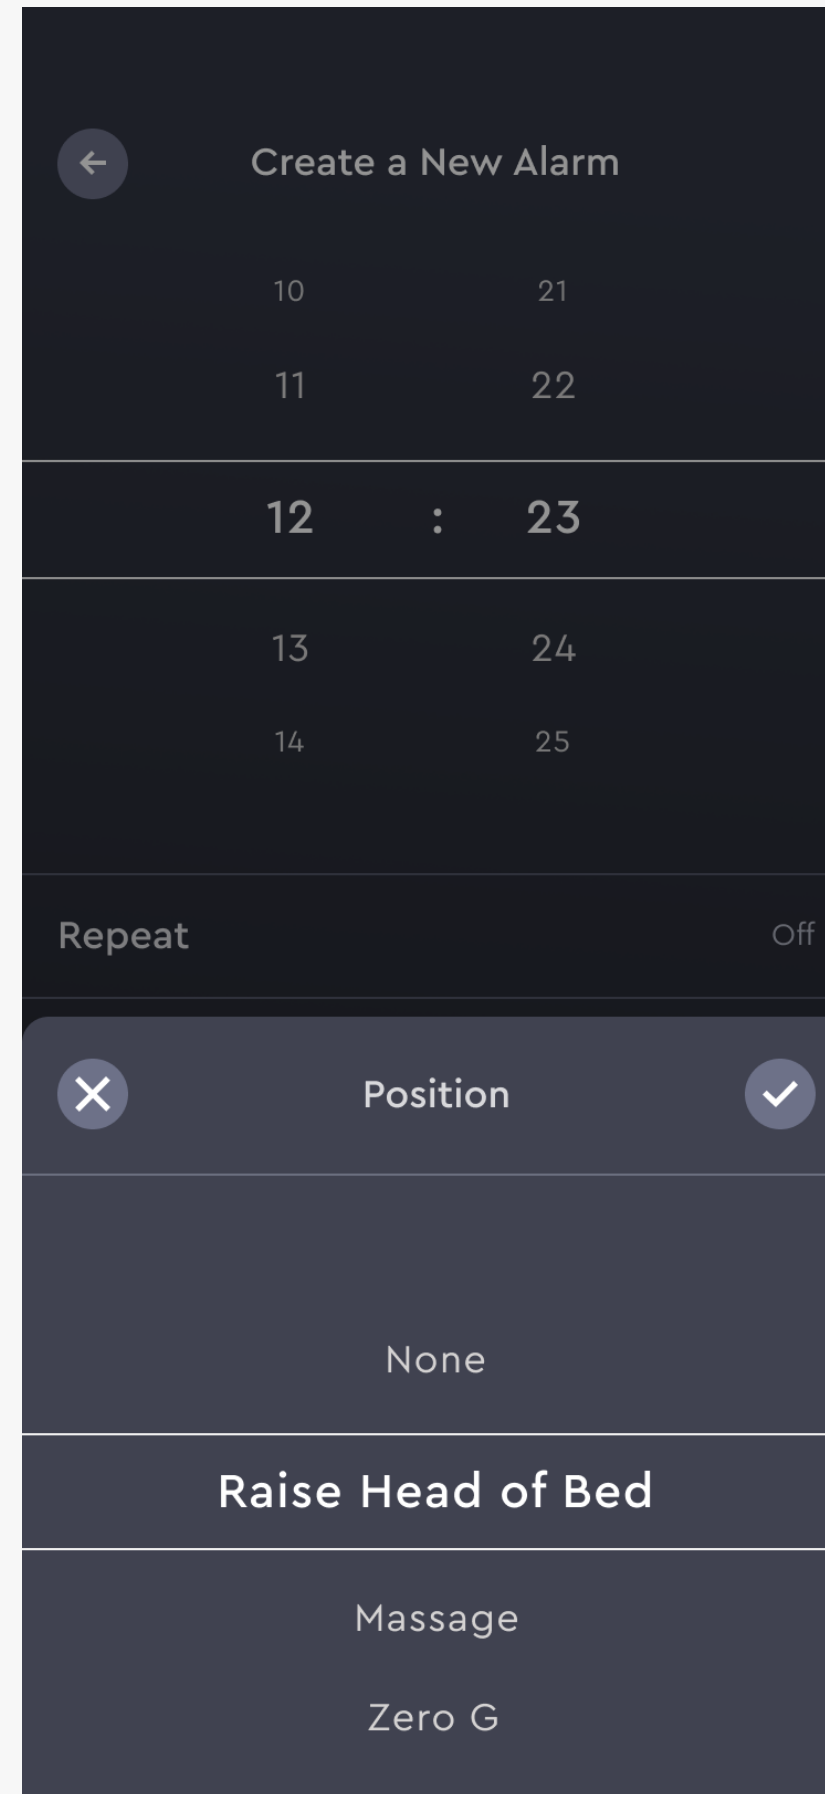 Create a New Alarm
10 21
11 22
12 : 23
13 24
14 25
Repeat Off
Position
None
Raise Head of Bed
Massage
Zero G